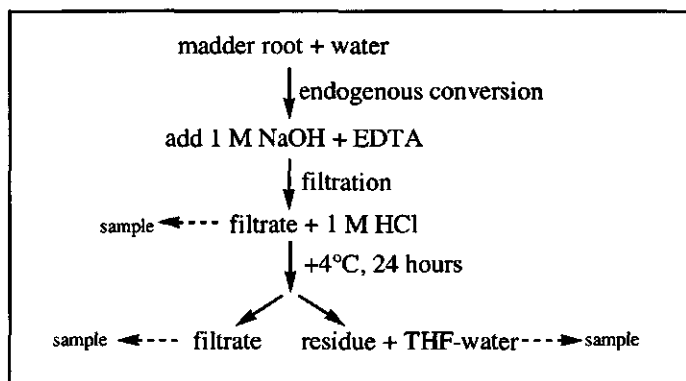 madder root + water
endogenous conversion
add 1 M NaOH + EDTA
filtration
sample filtrate + 1 M HCl
+4°C, 24 hours
sample filtrate residue + THF-water sample